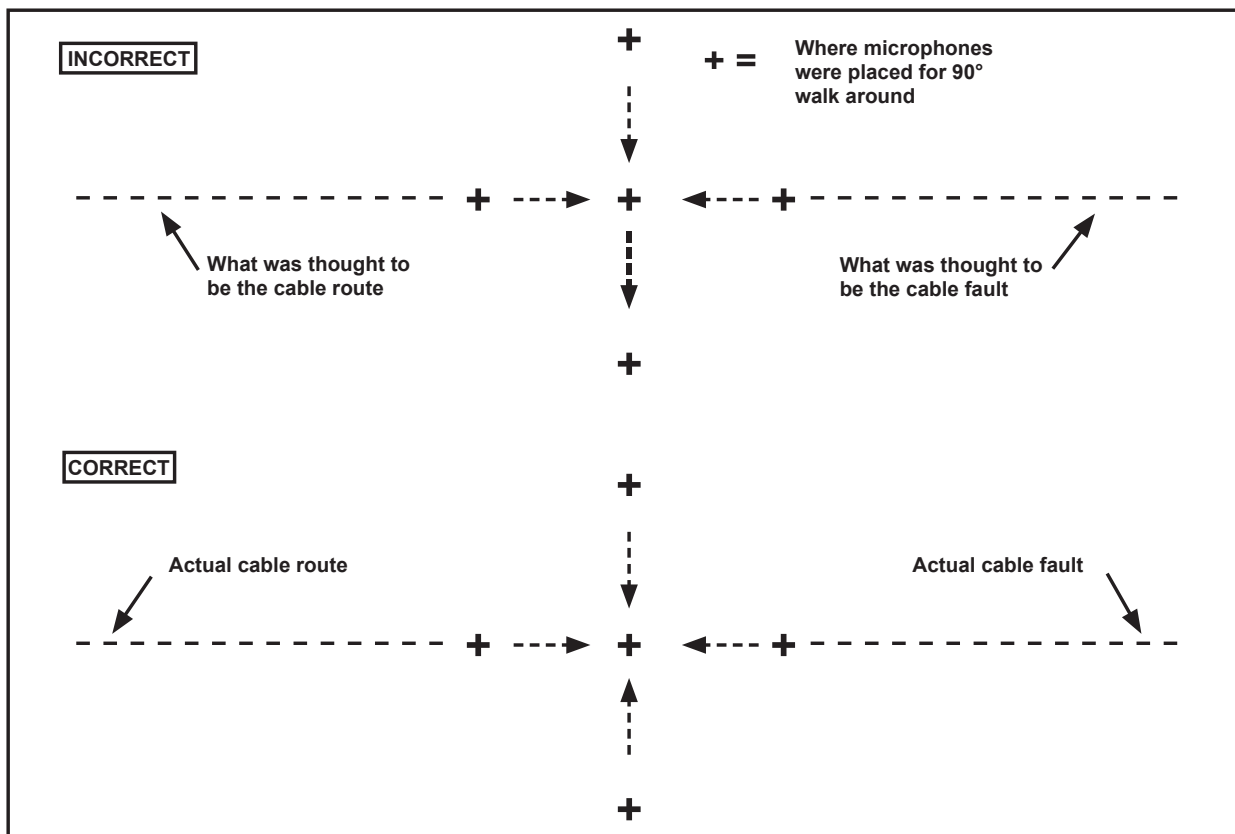 INCORRECT
+ =
Where microphones
were placed for 90°
walk around
What was thought to
be the cable route
What was thought to
be the cable fault
CORRECT
Actual cable route
Actual cable fault